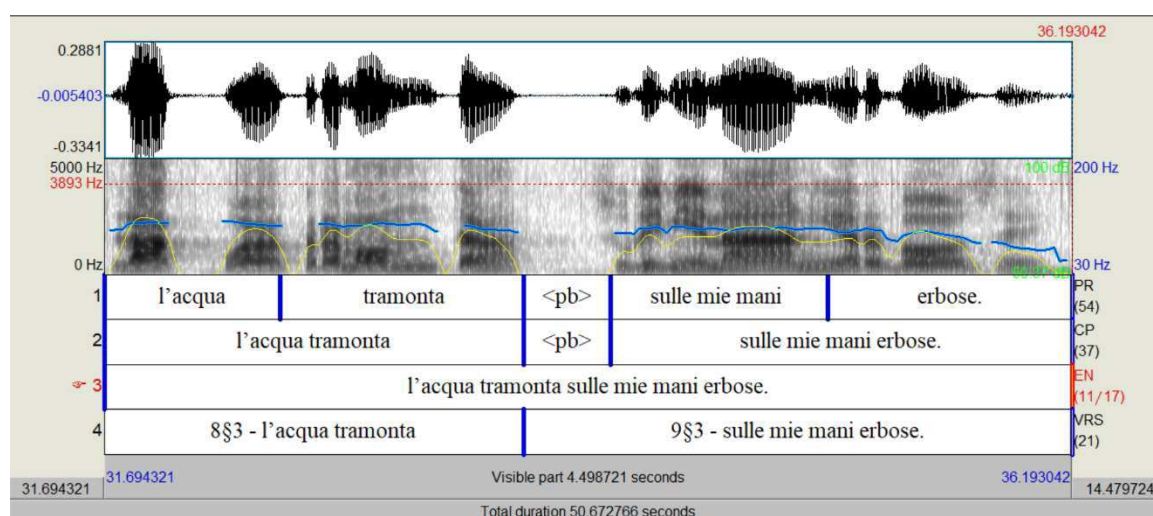 36.193042
0.2881
-0.005403
-0.3341
5000 Hz 100 dB 200 Hz
3893 Hz
0 Hz 30 Hz
1 l'acqua tramonta <pb> sulle mie mani erbose. PR (54)
2 l'acqua tramonta <pb> sulle mie mani erbose. CP (37)
3 l'acqua tramonta sulle mie mani erbose. EN (11/17)
4 8§3 - l'acqua tramonta 9§3 - sulle mie mani erbose. VRS (21)
31.694321 Visible part 4.498721 seconds 36.193042
31.694321 14.479724
Total duration 50.672766 seconds